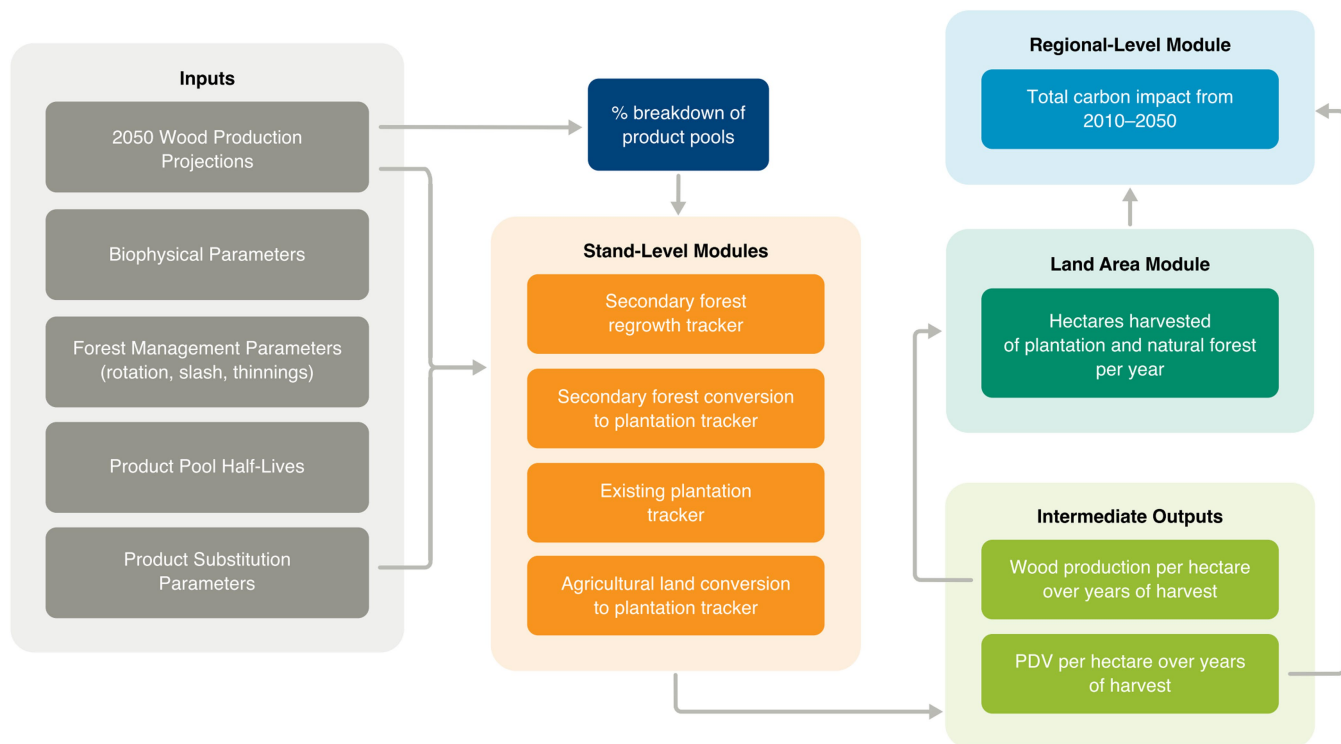 Inputs
2050 Wood Production
Projections
Biophysical Parameters
Forest Management Parameters
(rotation, slash, thinnings)
Product Pool Half-Lives
Product Substitution
Parameters
% breakdown of
product pools
Stand-Level Modules
Secondary forest
regrowth tracker
Secondary forest conversion
to plantation tracker
Existing plantation
tracker
Agricultural land conversion
to plantation tracker
Regional-Level Module
Total carbon impact from
2010–2050
Land Area Module
Hectares harvested
of plantation and natural forest
per year
Intermediate Outputs
Wood production per hectare
over years of harvest
PDV per hectare over years
of harvest